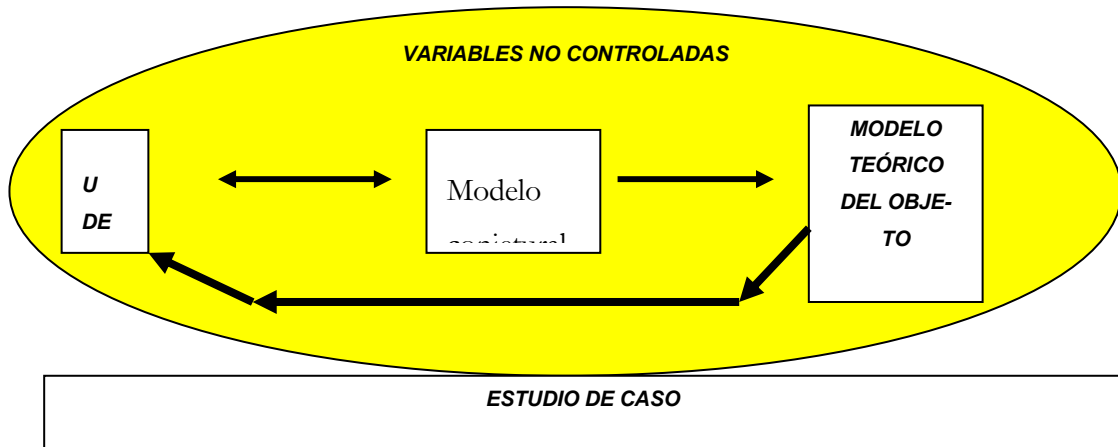 VARIABLES NO CONTROLADAS
U
DE
Modelo
MODELO
TEÓRICO
DEL OBJE-
TO
ESTUDIO DE CASO